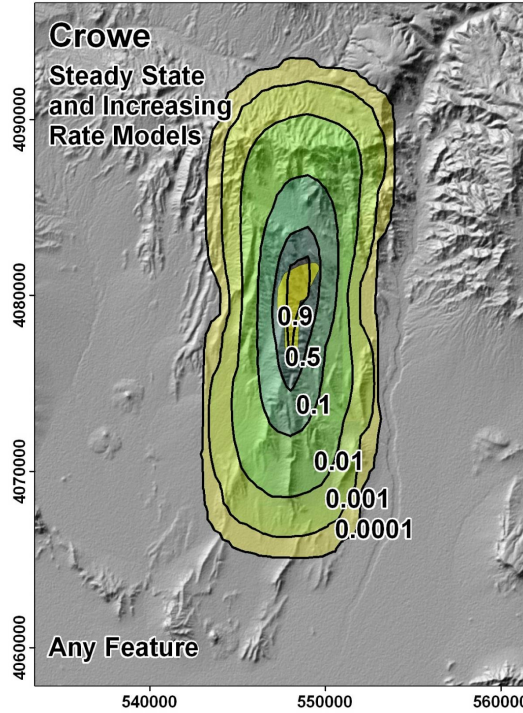 Crowe
Steady State
and Increasing
Rate Models
4090000
4080000
0.9
0.5
0.1
4070000
0.01
0.001
0.0001
4060000
Any Feature
540000
550000
560000